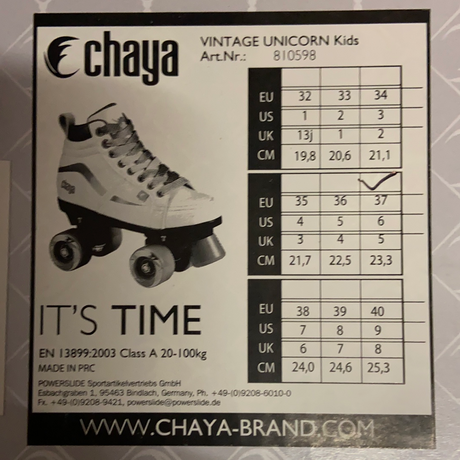 chaya
VINTAGE UNICORN Kids
Art.Nr.: 810598
EU 32 33 34
US 1 2 3
UK 13j 1 2
CM 19,8 20,6 21,1
EU 35 36 37
US 4 5 6
UK 3 4 5
CM 21,7 22,5 23,3
EU 38 39 40
US 7 8 9
UK 6 7 8
CM 24,0 24,6 25,3
chaya
IT'S TIME
EN 13899:2003 Class A 20-100kg
MADE IN PRC
POWERSLIDE Sportartikelvertriebs GmbH
Esbachgraben 1, 95463 Bindlach, Germany, Ph. +49-(0)9208-6010-0
Fx. +49-(0)9208-9421, powerslide@powerslide.de
WWW.CHAYA-BRAND.COM